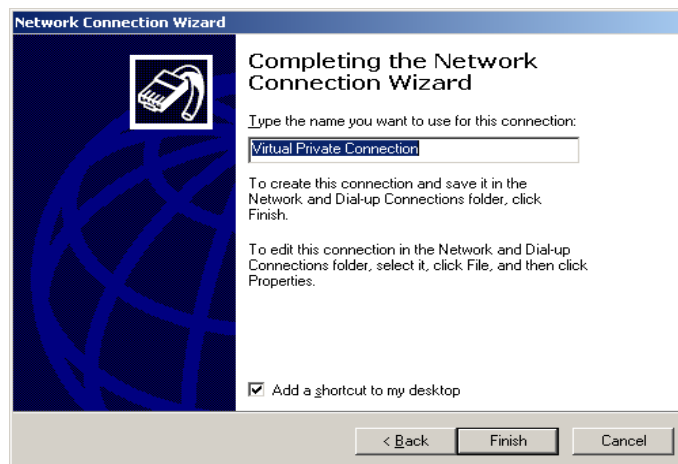 Network Connection Wizard
Completing the Network
Connection Wizard
Type the name you want to use for this connection:
Virtual Private Connection
To create this connection and save it in the
Network and Dial-up Connections folder, click
Finish.
To edit this connection in the Network and Dial-up
Connections folder, select it, click File, and then click
Properties.
Add a shortcut to my desktop
< Back
Finish
Cancel